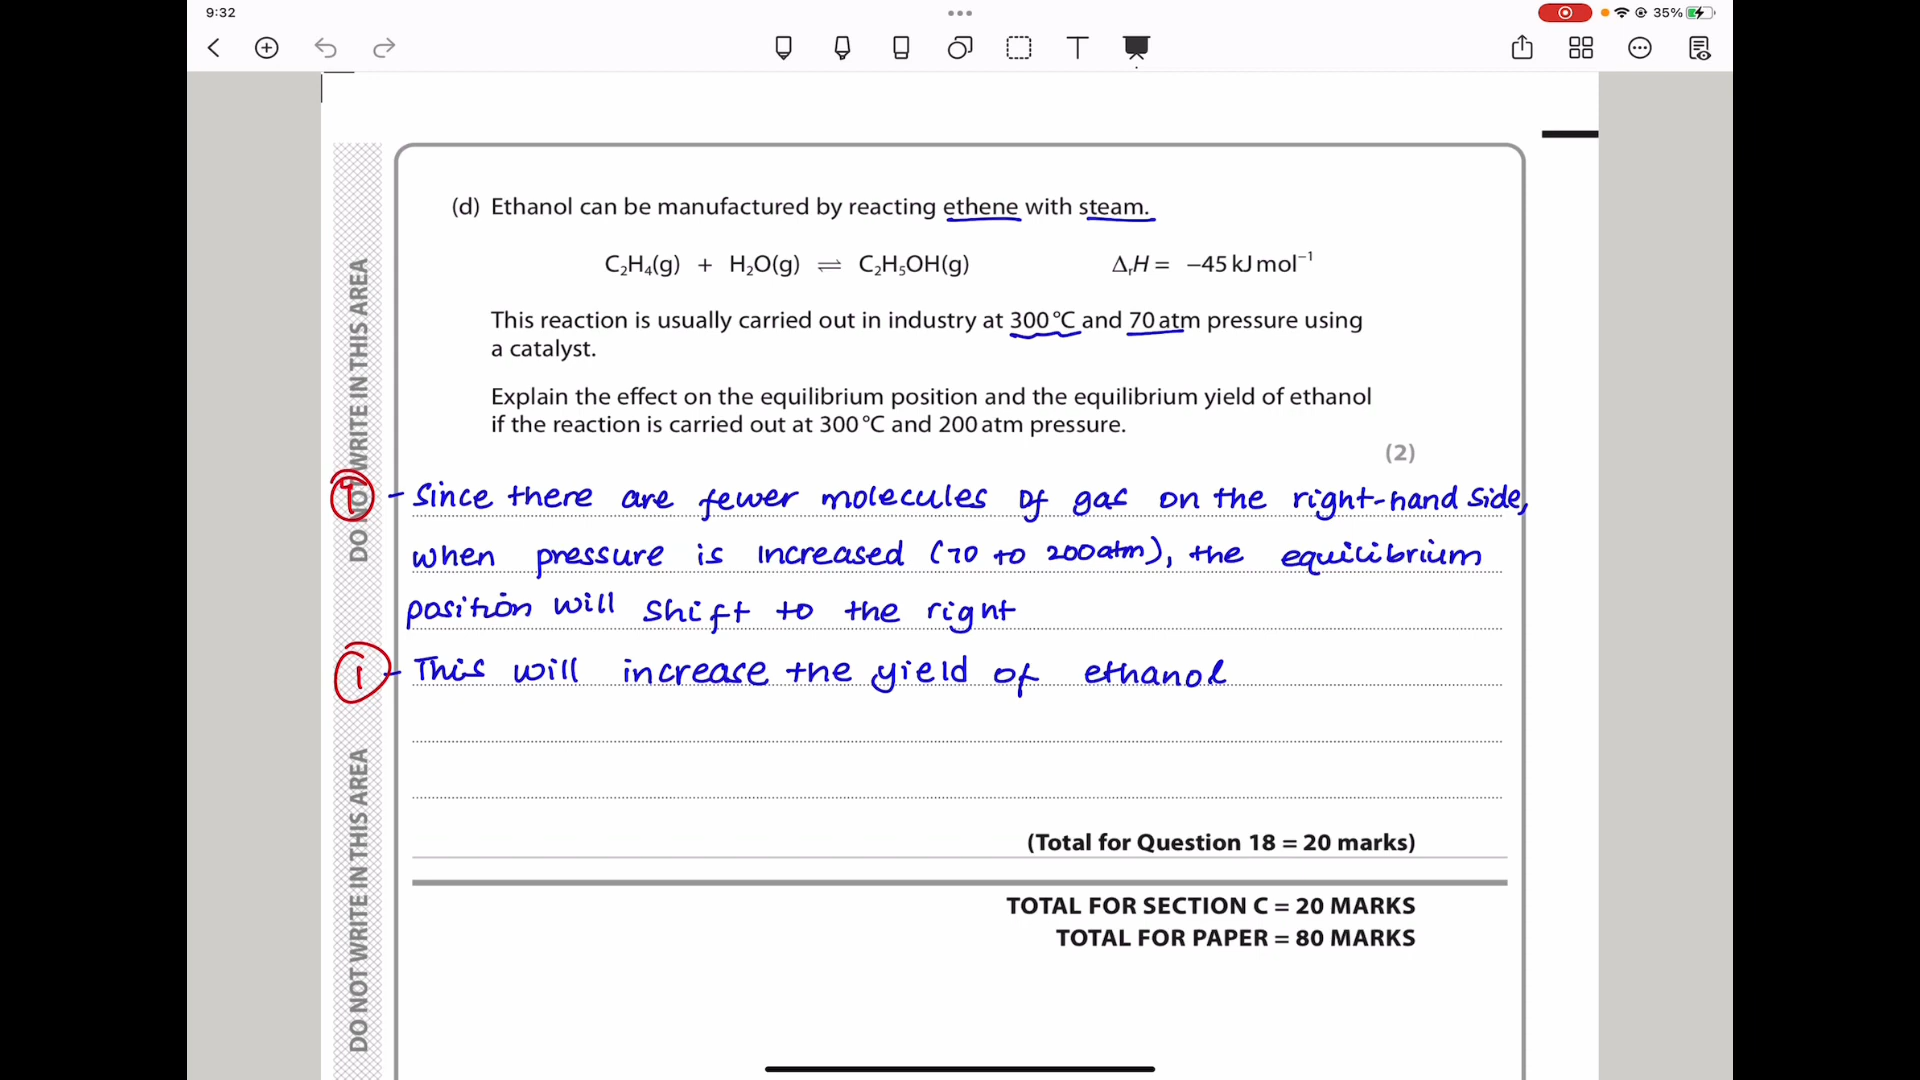 9:32
35%
(d) Ethanol can be manufactured by reacting ethene with steam.
C₂H₄(g) + H₂O(g) ⇌ C₂H₅OH(g) ΔᵣH = −45 kJ mol⁻¹
This reaction is usually carried out in industry at 300 °C and 70 atm pressure using
a catalyst.
Explain the effect on the equilibrium position and the equilibrium yield of ethanol
if the reaction is carried out at 300 °C and 200 atm pressure.
(2)
- Since there are fewer molecules of gas on the right-hand side,
when pressure is increased (70 to 200atm), the equilibrium
position will shift to the right
1 - This will increase the yield of ethanol
(Total for Question 18 = 20 marks)
TOTAL FOR SECTION C = 20 MARKS
TOTAL FOR PAPER = 80 MARKS
DO NOT WRITE IN THIS AREA
DO NOT WRITE IN THIS AREA